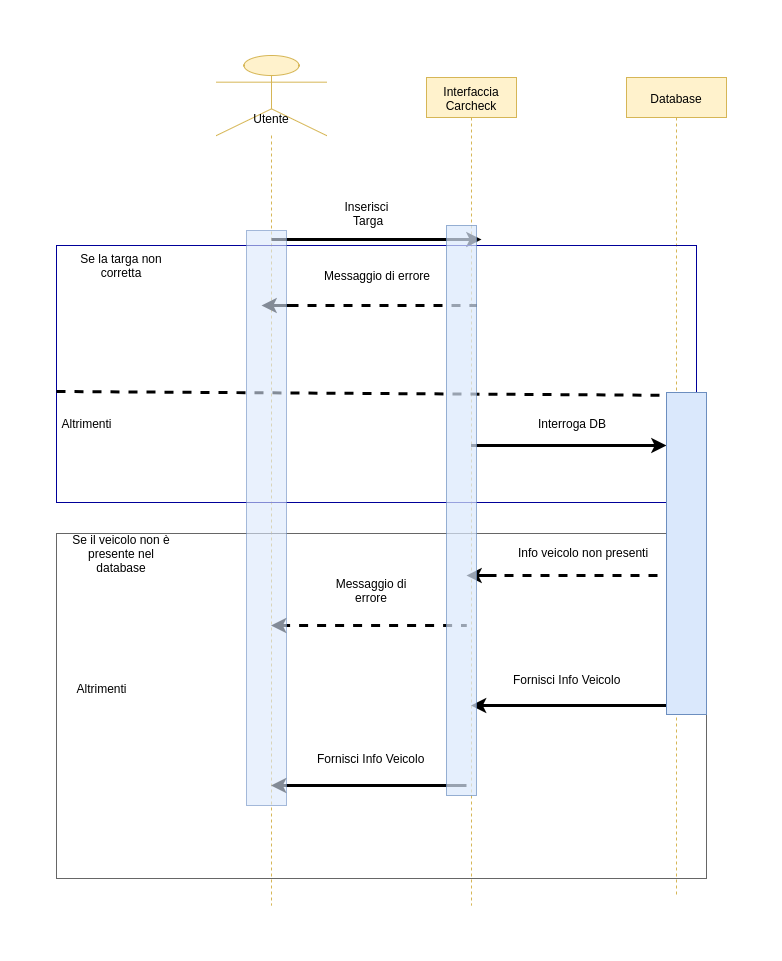 Utente
Interfaccia
Carcheck
Database
Inserisci
Targa
Se la targa non
corretta
Messaggio di errore
Altrimenti
Interroga DB
Se il veicolo non è
presente nel
database
Info veicolo non presenti
Messaggio di
errore
Fornisci Info Veicolo
Altrimenti
Fornisci Info Veicolo